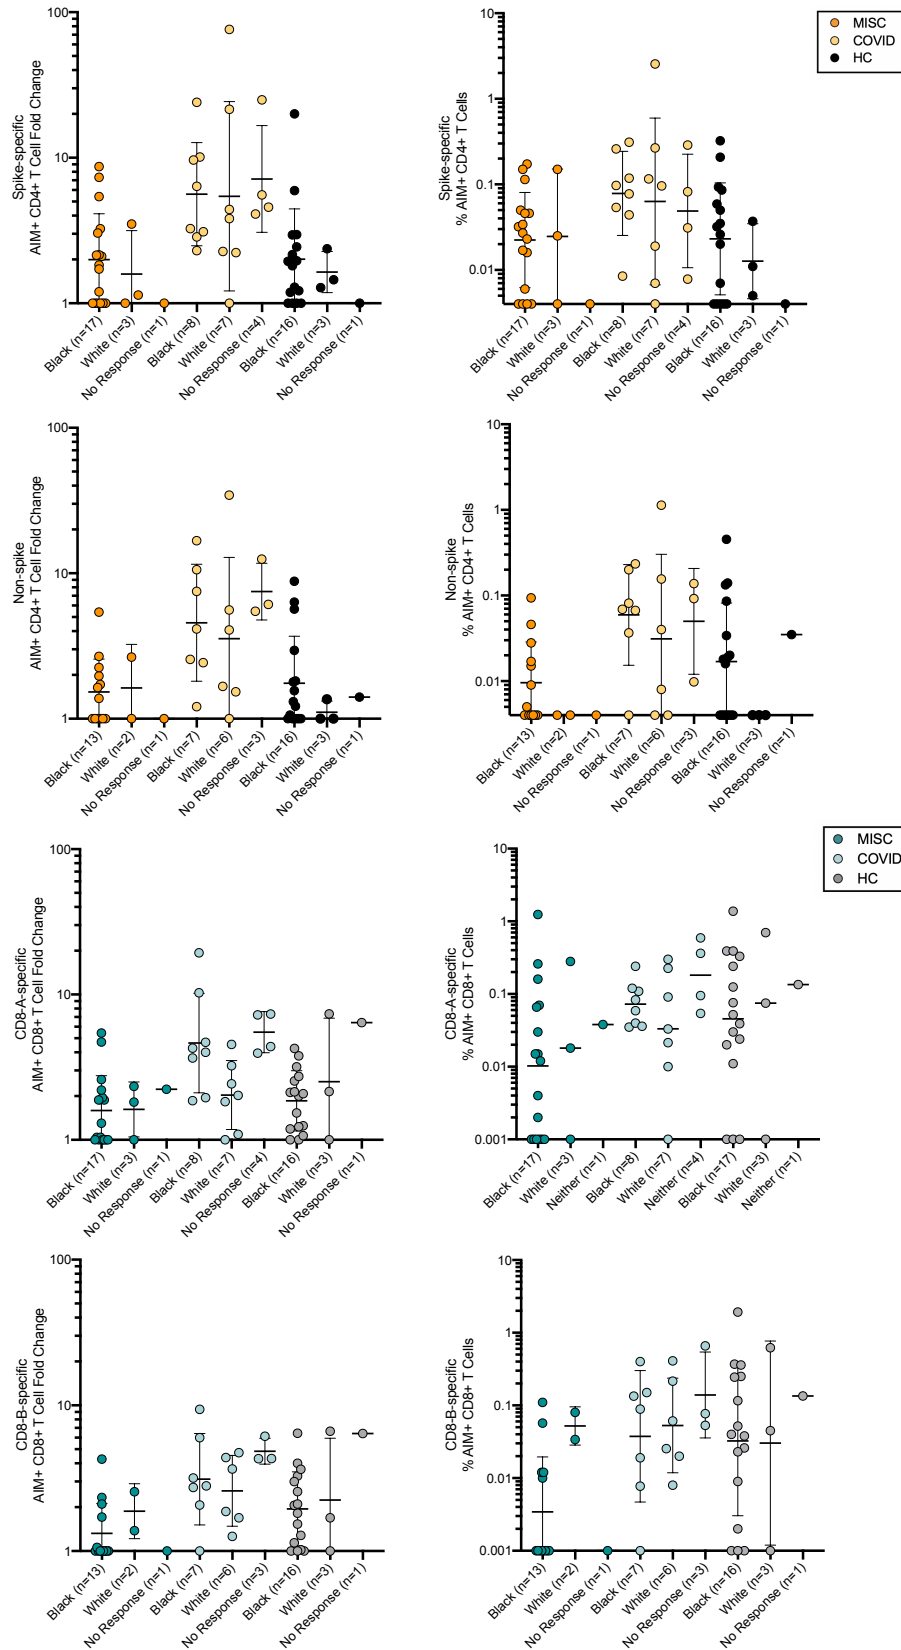 Spike-specific
AIM+ CD4+ T Cell Fold Change
100
10
1
Black (n=17)
White (n=3)
No Response (n=1)
Black (n=8)
White (n=7)
No Response (n=4)
Black (n=16)
White (n=3)
No Response (n=1)
Spike-specific
% AIM+ CD4+ T Cells
10
1
0.1
0.01
Black (n=17)
White (n=3)
No Response (n=1)
Black (n=8)
White (n=7)
No Response (n=4)
Black (n=16)
White (n=3)
No Response (n=1)
MISC
COVID
HC
Non-spike
AIM+ CD4+ T Cell Fold Change
100
10
1
Black (n=13)
White (n=2)
No Response (n=1)
Black (n=7)
White (n=6)
No Response (n=3)
Black (n=16)
White (n=3)
No Response (n=1)
Non-spike
% AIM+ CD4+ T Cells
10
1
0.1
0.01
Black (n=13)
White (n=2)
No Response (n=1)
Black (n=7)
White (n=6)
No Response (n=3)
Black (n=16)
White (n=3)
No Response (n=1)
CD8-A-specific
AIM+ CD8+ T Cell Fold Change
100
10
1
Black (n=17)
White (n=3)
No Response (n=1)
Black (n=8)
White (n=7)
No Response (n=4)
Black (n=16)
White (n=3)
No Response (n=1)
CD8-A-specific
% AIM+ CD8+ T Cells
10
1
0.1
0.01
0.001
Black (n=17)
White (n=3)
Neither (n=1)
Black (n=8)
White (n=7)
Neither (n=4)
Black (n=17)
White (n=3)
Neither (n=1)
MISC
COVID
HC
CD8-B-specific
AIM+ CD8+ T Cell Fold Change
100
10
1
Black (n=13)
White (n=2)
No Response (n=1)
Black (n=7)
White (n=6)
No Response (n=3)
Black (n=16)
White (n=3)
No Response (n=1)
CD8-B-specific
% AIM+ CD8+ T Cells
10
1
0.1
0.01
0.001
Black (n=13)
White (n=2)
No Response (n=1)
Black (n=7)
White (n=6)
No Response (n=3)
Black (n=16)
White (n=3)
No Response (n=1)